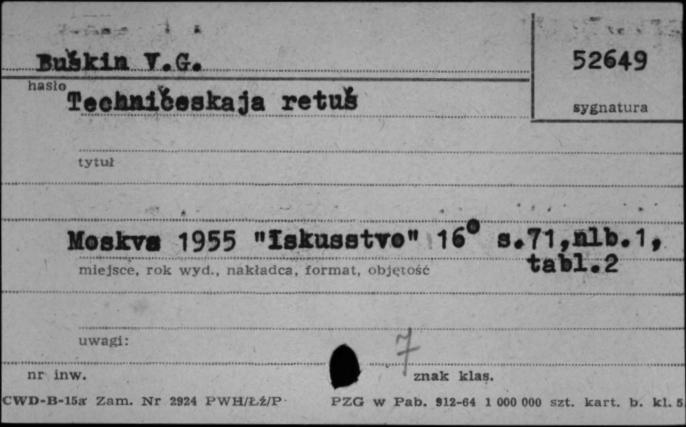 Buškin V.G.
52649
hasło
Techničeskaja retuš
sygnatura
tytuł
Moskva 1955 "Iskusstvo" 16° s.71,nlb.1,
tabl.2
miejsce, rok wyd., nakładca, format, objętość
uwagi:
7
nr inw.
znak klas.
CWD-B-15a Zam. Nr 2924 PWH/Łź/P PZG w Pab. 912-64 1 000 000 szt. kart. b. kl. 5